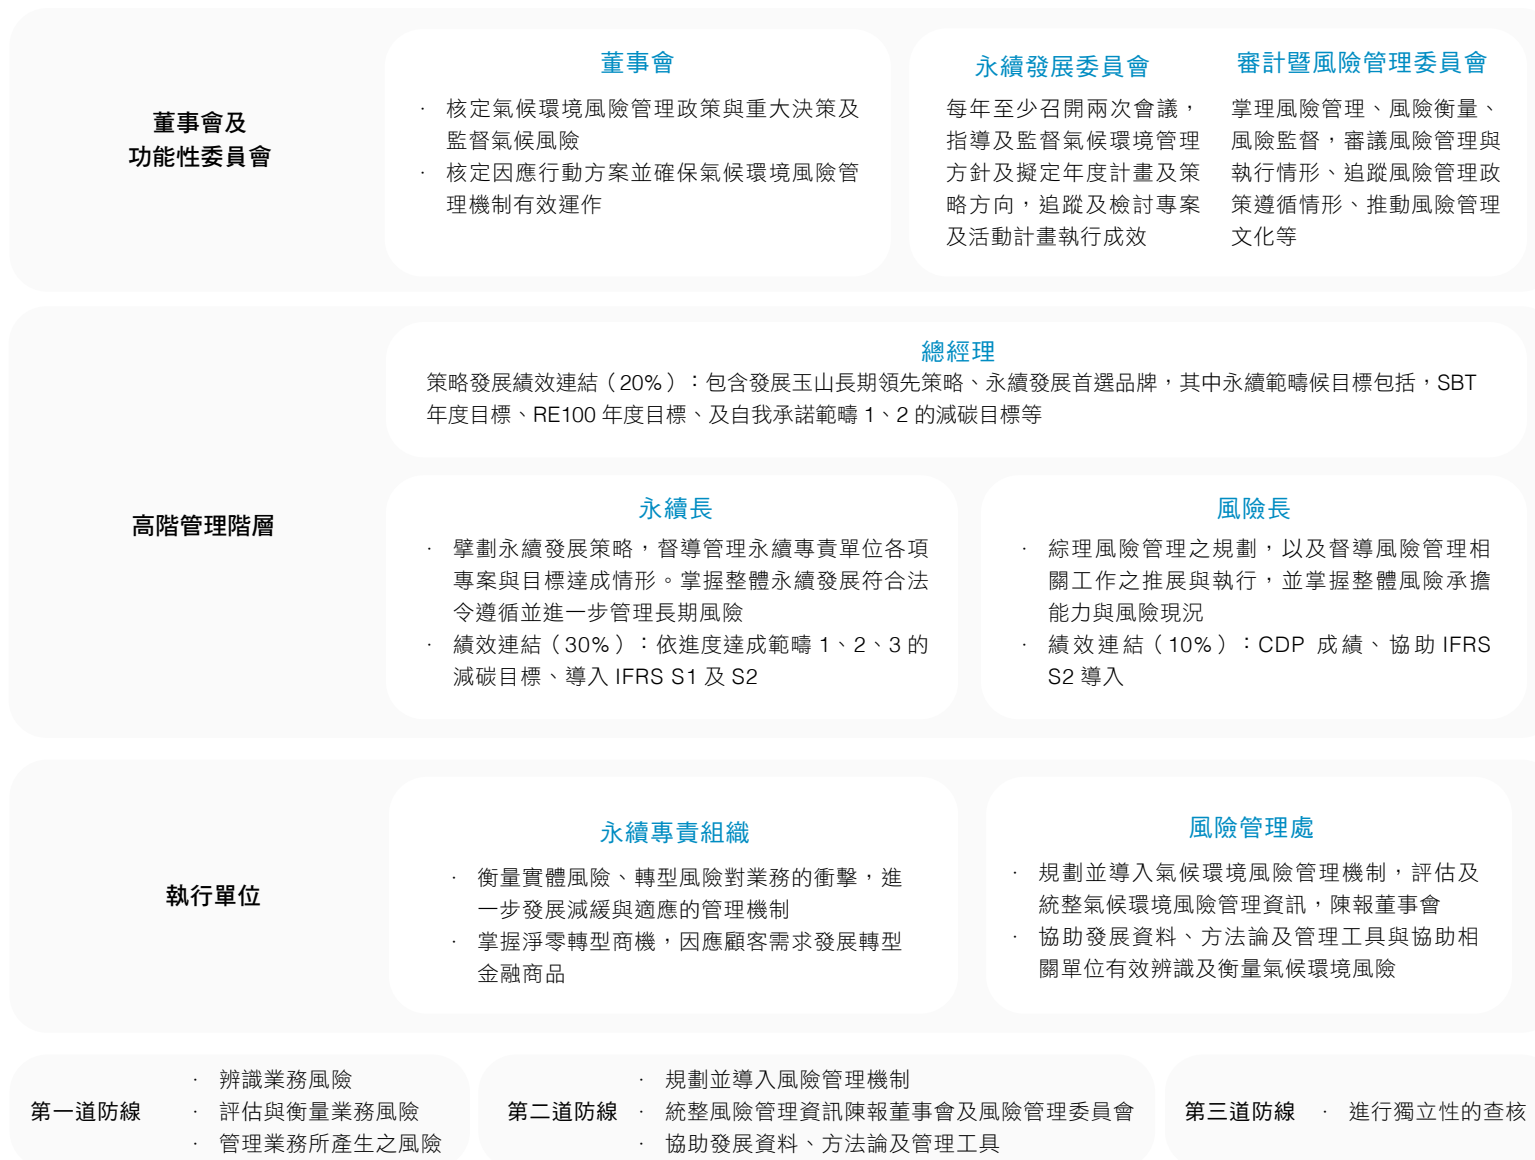 董事會及
功能性委員會
董事會
· 核定氣候環境風險管理政策與重大決策及
監督氣候風險
· 核定因應行動方案並確保氣候環境風險管
理機制有效運作
永續發展委員會
每年至少召開兩次會議，
指導及監督氣候環境管理
方針及擬定年度計畫及策
略方向，追蹤及檢討專案
及活動計畫執行成效
審計暨風險管理委員會
掌理風險管理、風險衡量、
風險監督，審議風險管理與
執行情形、追蹤風險管理政
策遵循情形、推動風險管理
文化等
高階管理階層
總經理
策略發展績效連結（20%）：包含發展玉山長期領先策略、永續發展首選品牌，其中永續範疇候目標包括，SBT
年度目標、RE100 年度目標、及自我承諾範疇 1、2 的減碳目標等
永續長
· 擘劃永續發展策略，督導管理永續專責單位各項
專案與目標達成情形。掌握整體永續發展符合法
令遵循並進一步管理長期風險
· 績效連結（30%）：依進度達成範疇 1、2、3 的
減碳目標、導入 IFRS S1 及 S2
風險長
· 綜理風險管理之規劃，以及督導風險管理相
關工作之推展與執行，並掌握整體風險承擔
能力與風險現況
· 績效連結（10%）：CDP 成績、協助 IFRS
S2 導入
執行單位
永續專責組織
· 衡量實體風險、轉型風險對業務的衝擊，進
一步發展減緩與適應的管理機制
· 掌握淨零轉型商機，因應顧客需求發展轉型
金融商品
風險管理處
· 規劃並導入氣候環境風險管理機制，評估及
統整氣候環境風險管理資訊，陳報董事會
· 協助發展資料、方法論及管理工具與協助相
關單位有效辨識及衡量氣候環境風險
第一道防線
· 辨識業務風險
· 評估與衡量業務風險
· 管理業務所產生之風險
第二道防線
· 規劃並導入風險管理機制
· 統整風險管理資訊陳報董事會及風險管理委員會
· 協助發展資料、方法論及管理工具
第三道防線
· 進行獨立性的查核